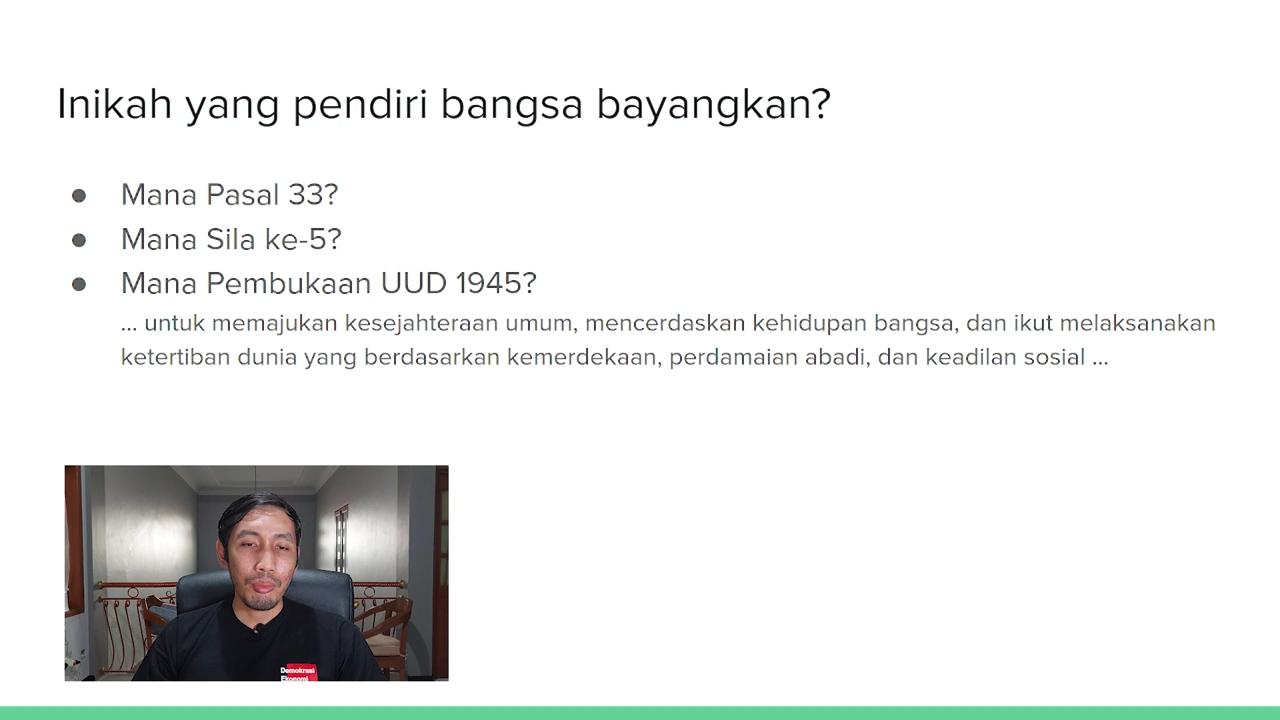 Inikah yang pendiri bangsa bayangkan?
● Mana Pasal 33?
● Mana Sila ke-5?
● Mana Pembukaan UUD 1945?
... untuk memajukan kesejahteraan umum, mencerdaskan kehidupan bangsa, dan ikut melaksanakan
ketertiban dunia yang berdasarkan kemerdekaan, perdamaian abadi, dan keadilan sosial ...
Demokrasi
Ekonomi